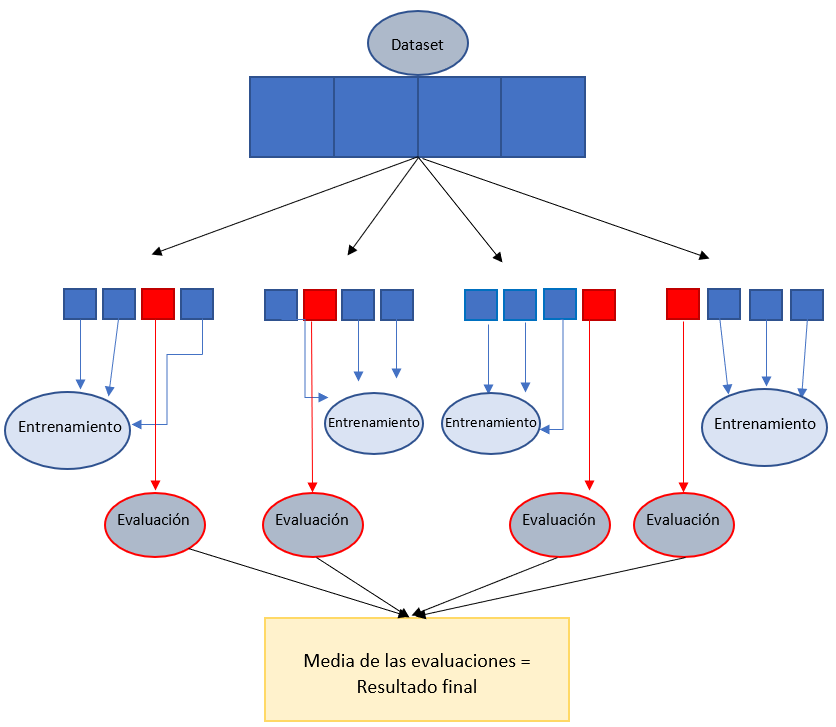 Dataset
Entrenamiento
Entrenamiento
Entrenamiento
Entrenamiento
Evaluación
Evaluación
Evaluación
Evaluación
Media de las evaluaciones =
Resultado final